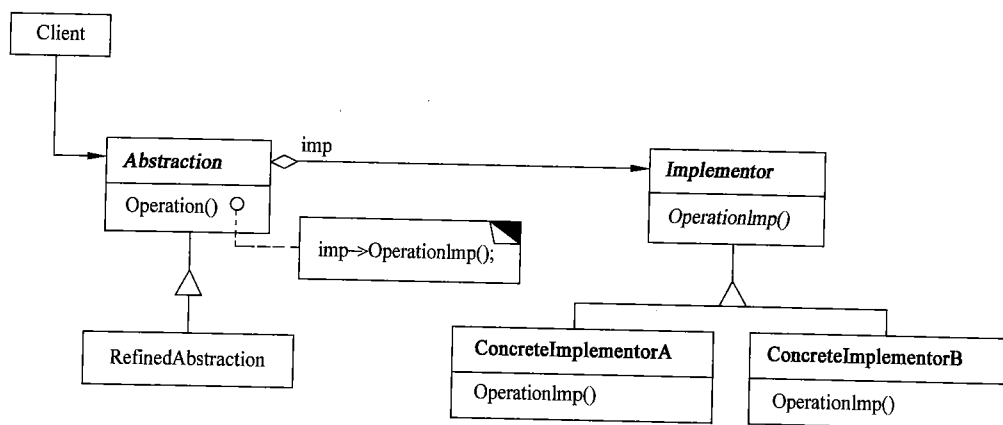 Client
imp
Abstraction
Implementor
Operation()
OperationImp()
imp->OperationImp();
RefinedAbstraction
ConcreteImplementorA
ConcreteImplementorB
OperationImp()
OperationImp()